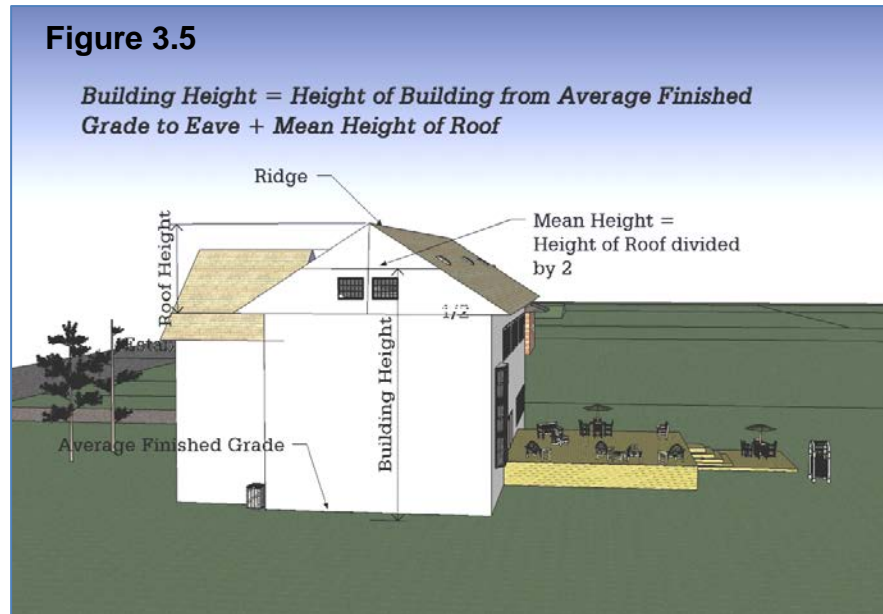 Figure 3.5
Building Height = Height of Building from Average Finished
Grade to Eave + Mean Height of Roof
Ridge
Mean Height =
Height of Roof divided
by 2
Roof Height
1/2
Building Height
Average Finished Grade